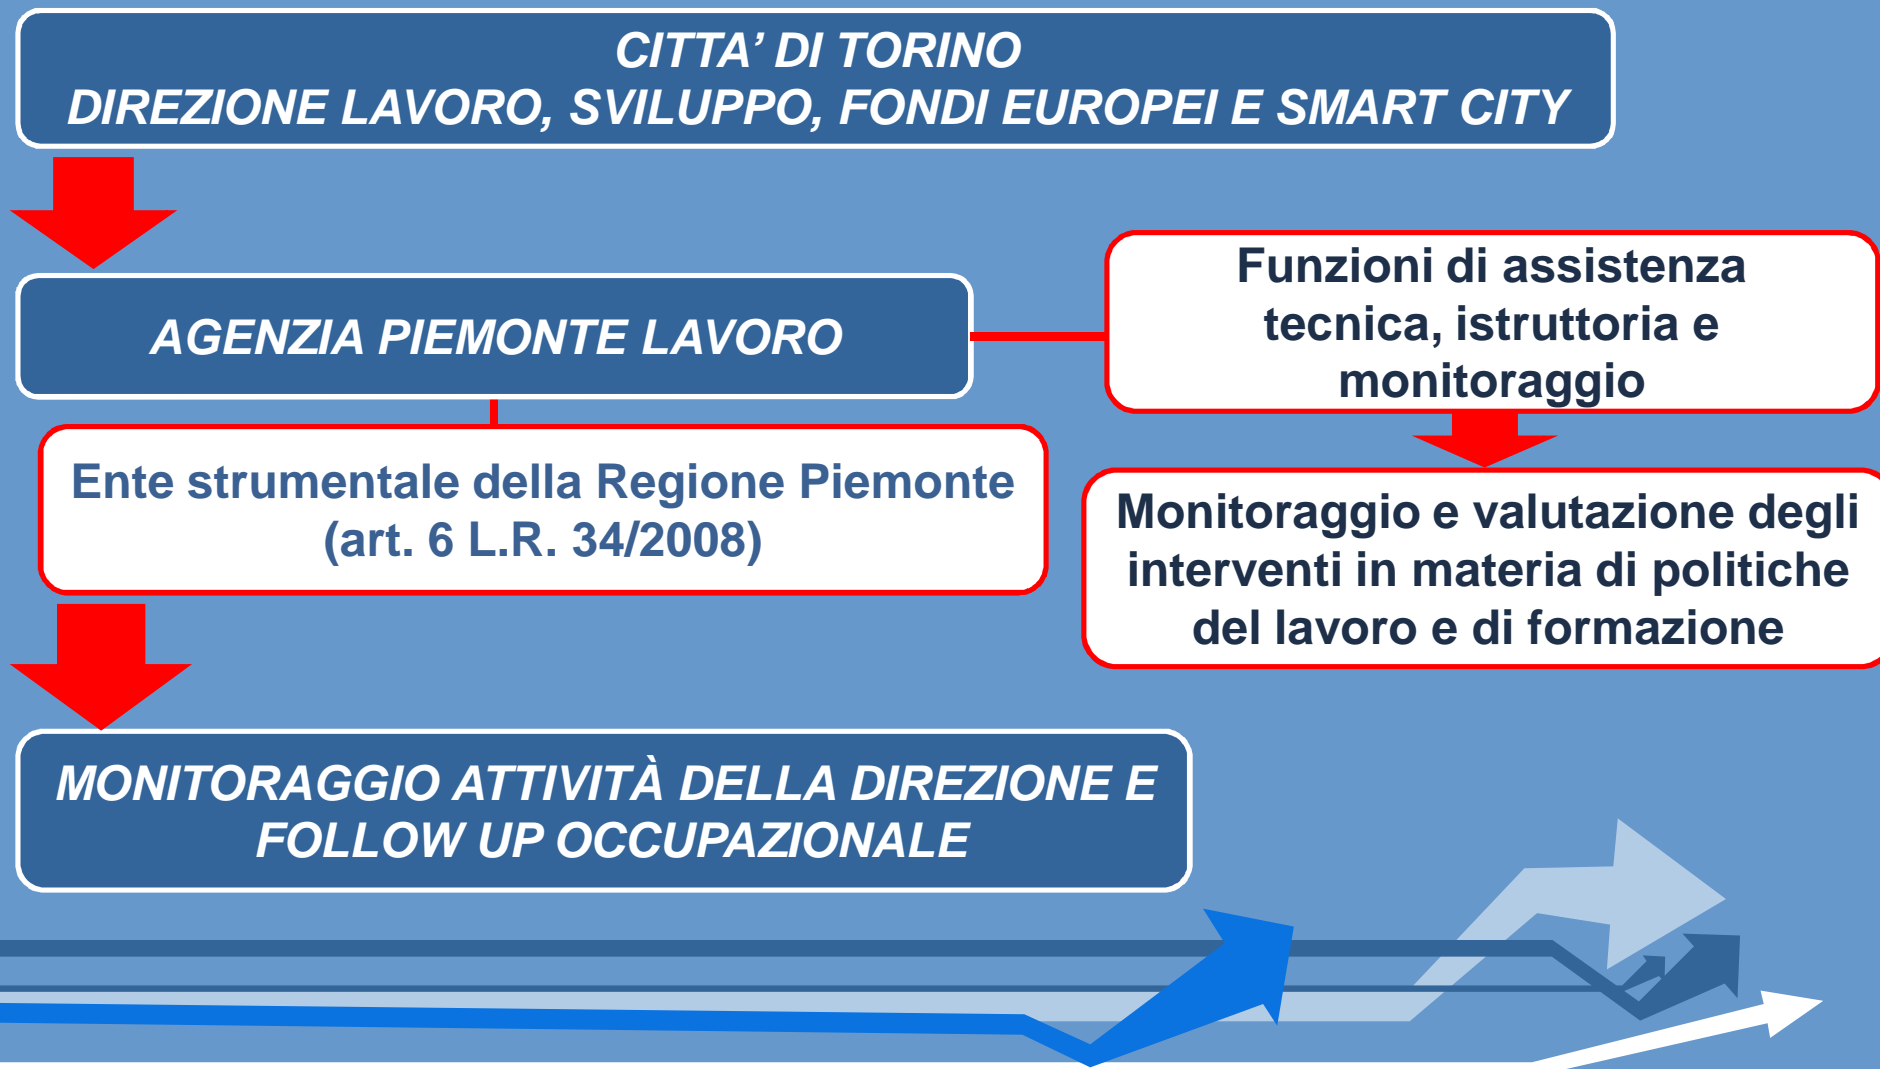 CITTA’ DI TORINO
DIREZIONE LAVORO, SVILUPPO, FONDI EUROPEI E SMART CITY
AGENZIA PIEMONTE LAVORO
Funzioni di assistenza
tecnica, istruttoria e
monitoraggio
Ente strumentale della Regione Piemonte
(art. 6 L.R. 34/2008)
Monitoraggio e valutazione degli
interventi in materia di politiche
del lavoro e di formazione
MONITORAGGIO ATTIVITÀ DELLA DIREZIONE E
FOLLOW UP OCCUPAZIONALE